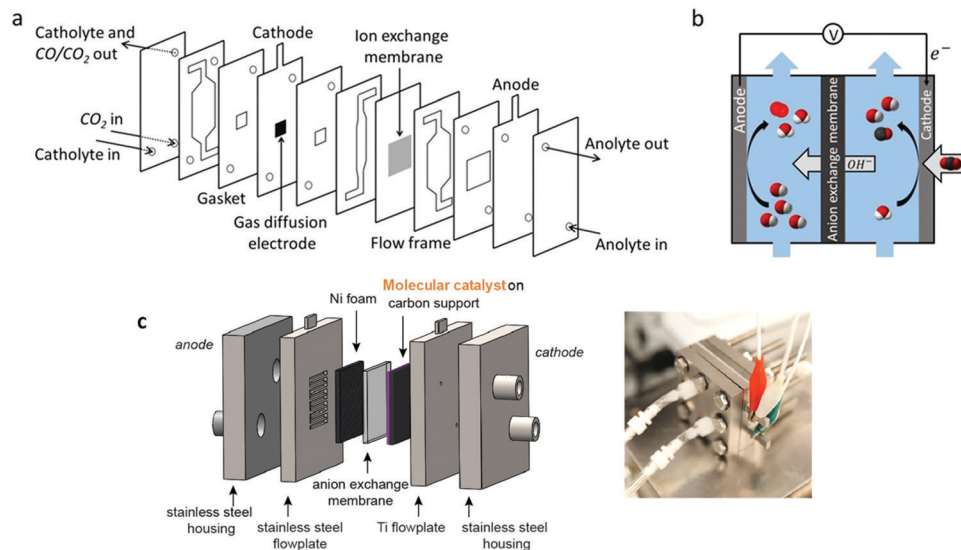 a
Catholyte and
CO/CO₂ out
Cathode
Ion exchange
membrane
Anode
CO₂ in
Catholyte in
Gasket
Gas diffusion
electrode
Flow frame
Anolyte out
Anolyte in
b
V
e⁻
Anode
Anion exchange membrane
Cathode
OH⁻
c
anode
Ni foam
Molecular catalyst on
carbon support
cathode
anion exchange
membrane
stainless steel
housing
stainless steel
flowplate
Ti flowplate
stainless steel
housing